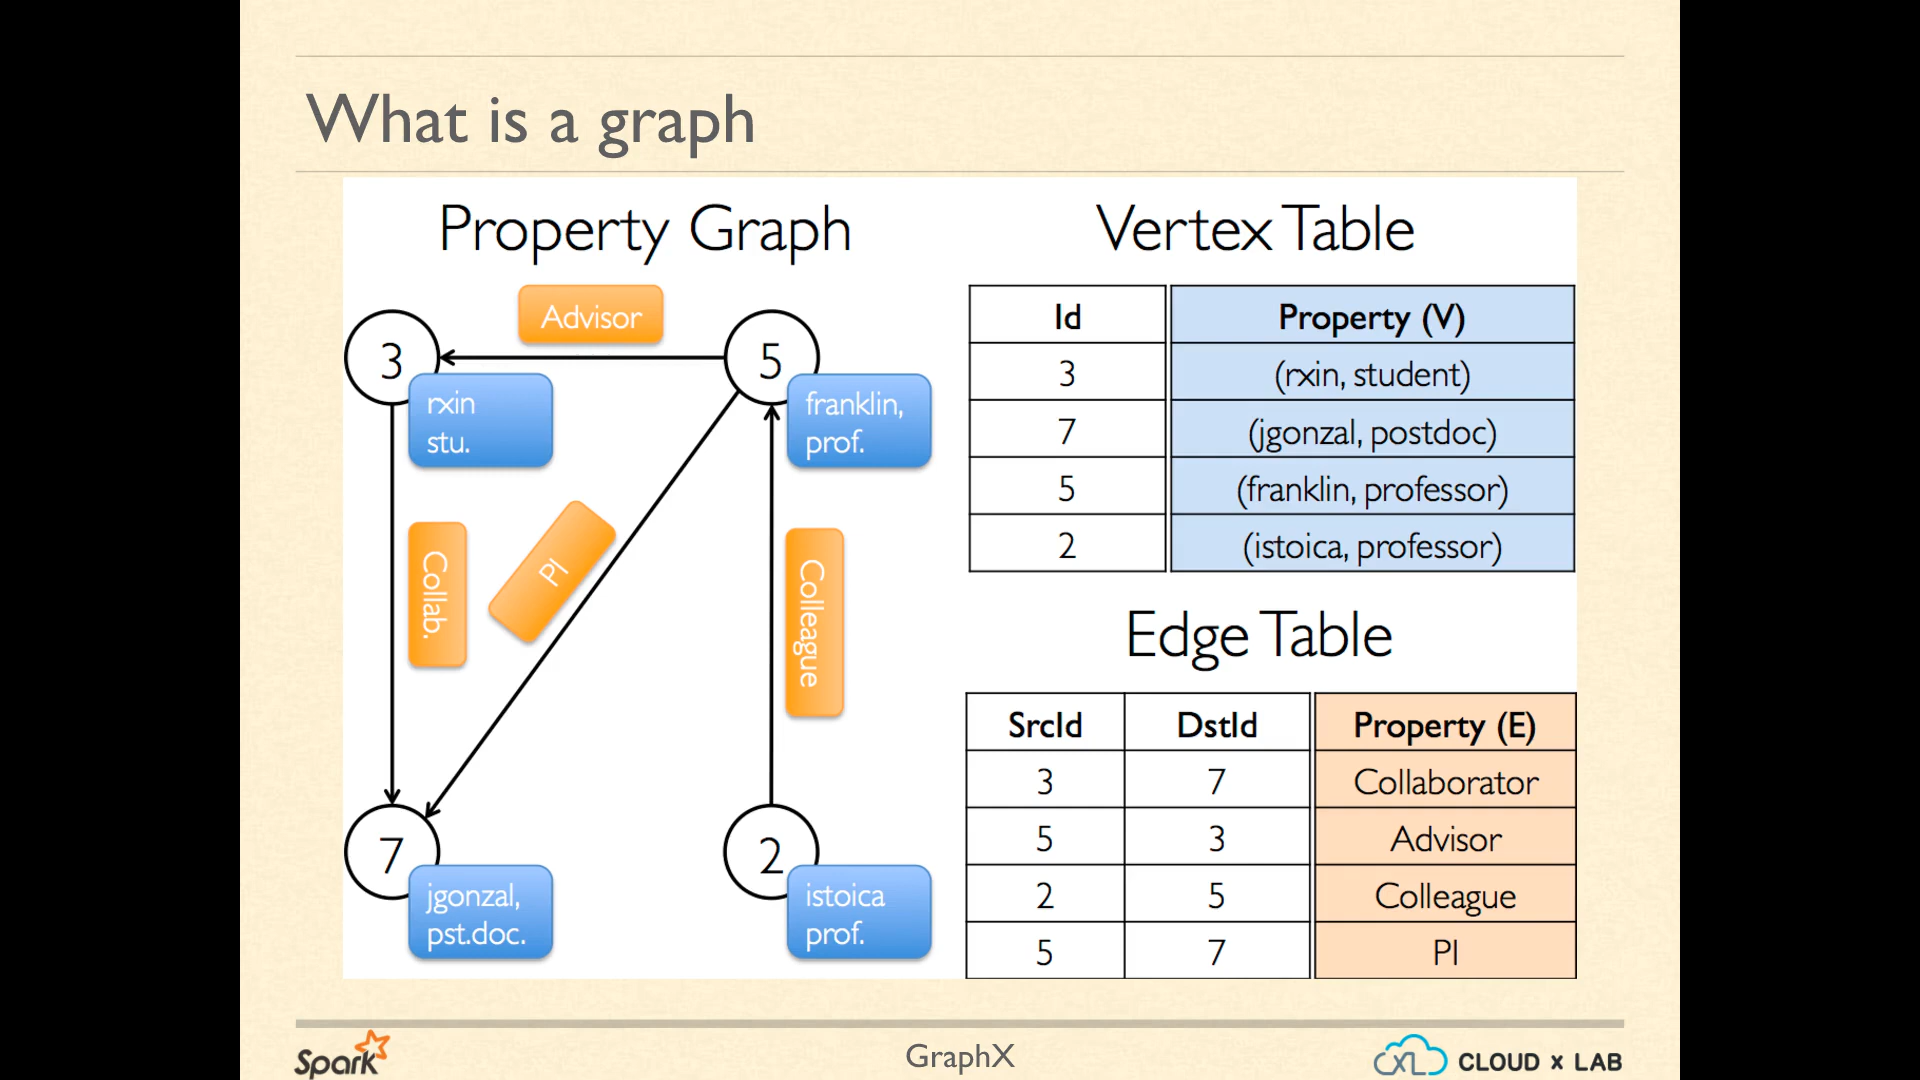 What is a graph
Property Graph
Advisor
3
5
rxin
stu.
franklin,
prof.
Collab.
PI
Colleague
7
2
jgonzal,
pst.doc.
istoica
prof.
Vertex Table
Id Property (V)
3 (rxin, student)
7 (jgonzal, postdoc)
5 (franklin, professor)
2 (istoica, professor)
Edge Table
SrcId DstId Property (E)
3 7 Collaborator
5 3 Advisor
2 5 Colleague
5 7 PI
Spark
GraphX
CXL CLOUD x LAB